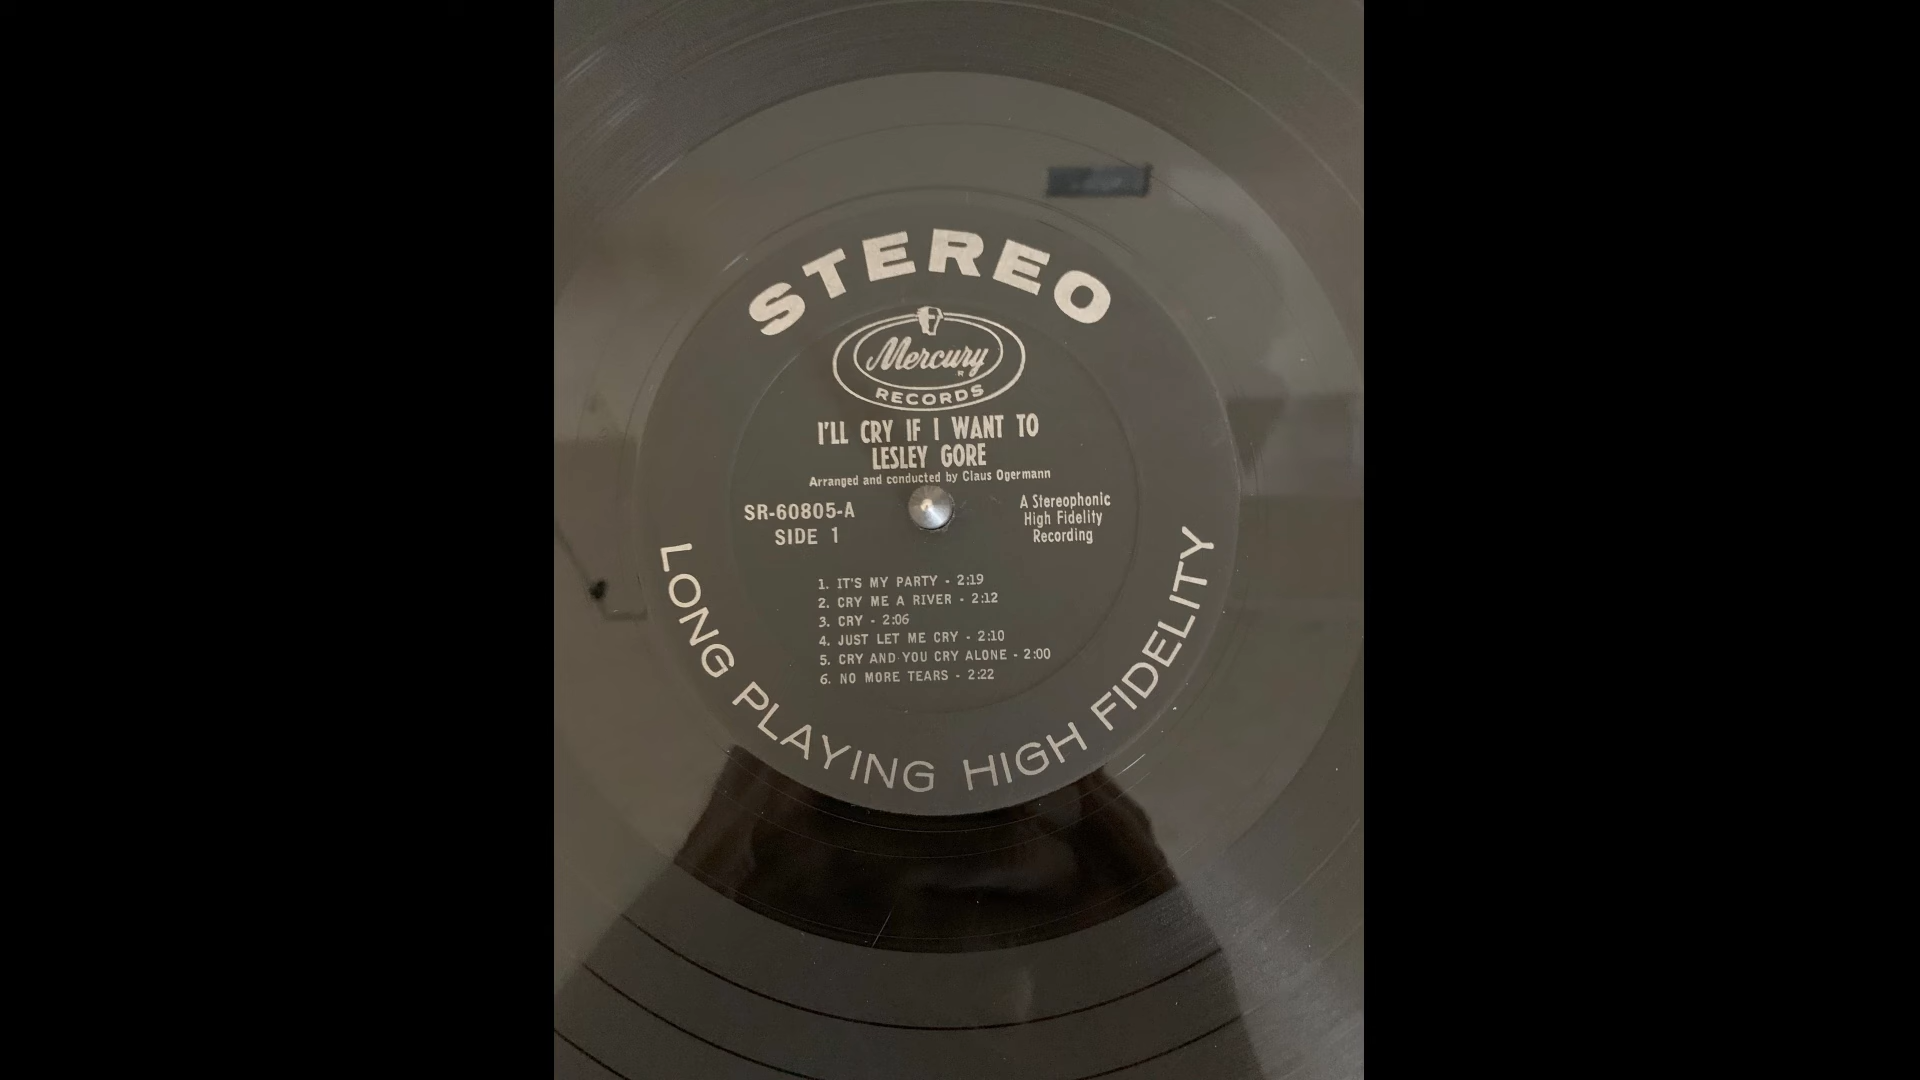 STEREO
Mercury
R
RECORDS
I'LL CRY IF I WANT TO
LESLEY GORE
Arranged and conducted by Claus Ogermann
SR-60805-A
SIDE 1
A Stereophonic
High Fidelity
Recording
1. IT'S MY PARTY - 2:19
2. CRY ME A RIVER - 2:12
3. CRY - 2:06
4. JUST LET ME CRY - 2:10
5. CRY AND YOU CRY ALONE - 2:00
6. NO MORE TEARS - 2:22
LONG PLAYING HIGH FIDELITY